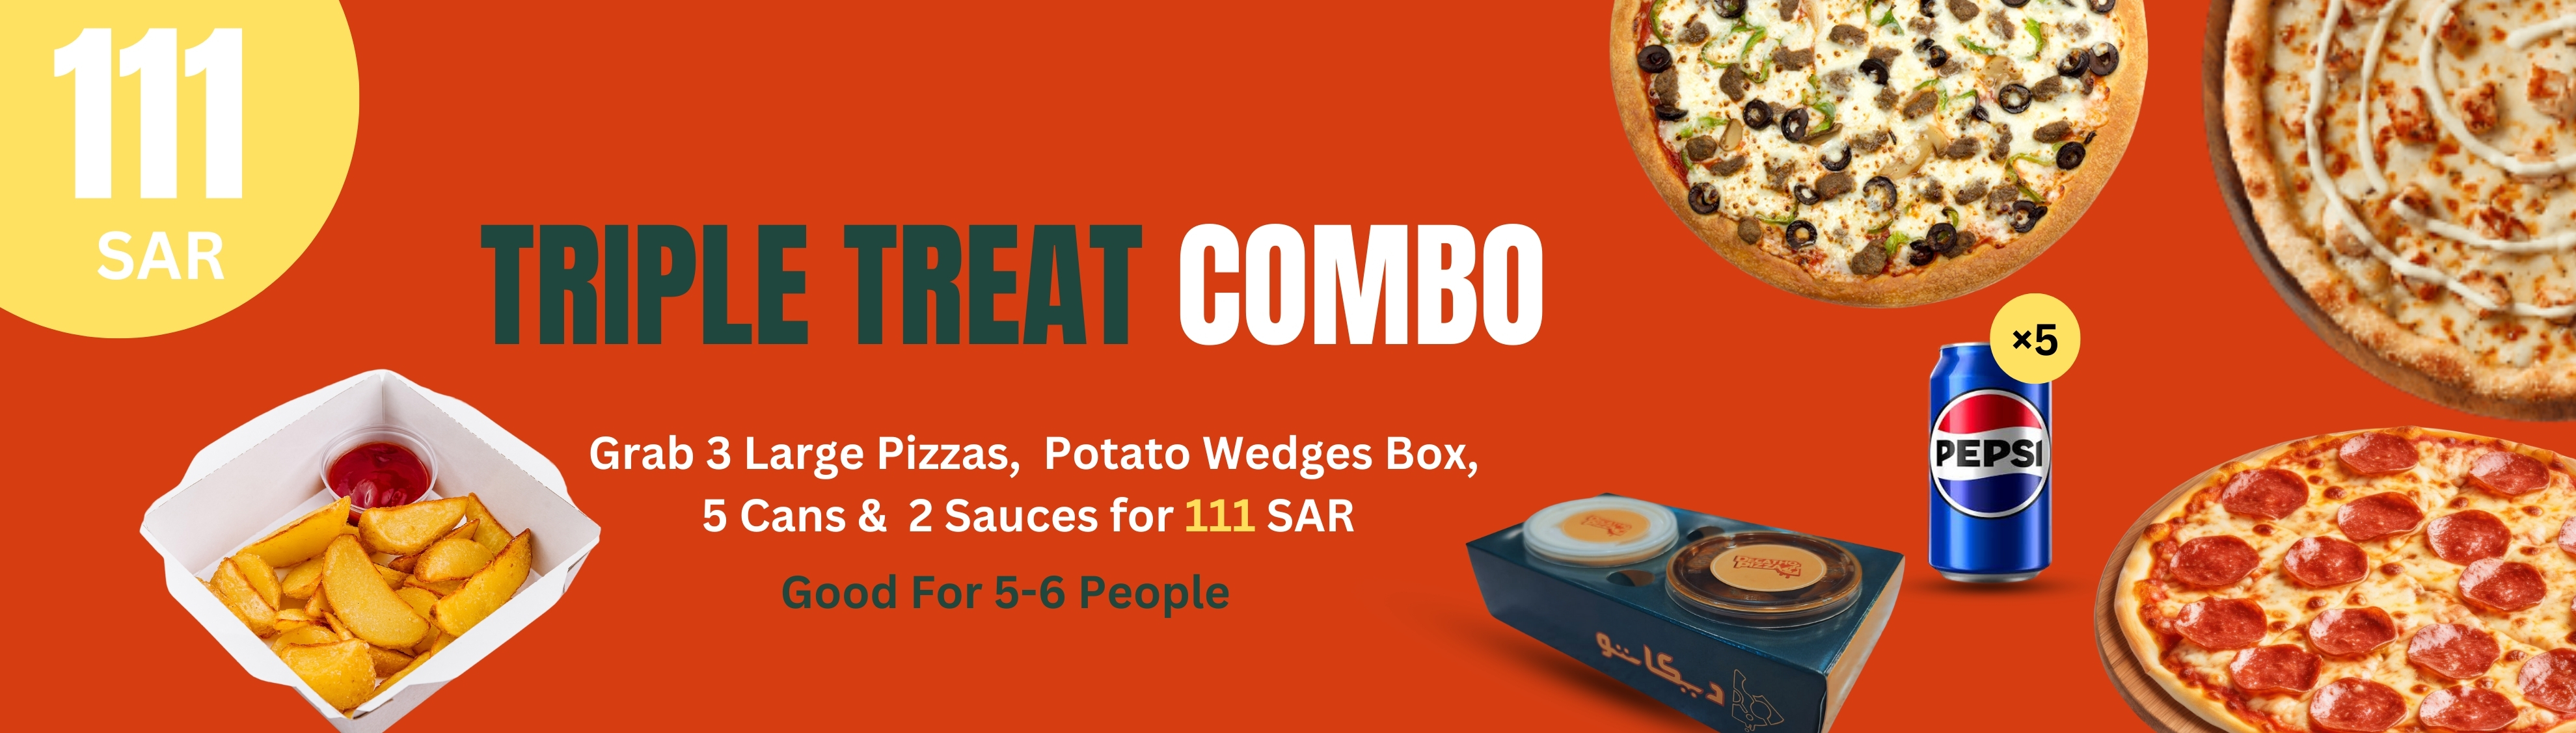 111
SAR
TRIPLE TREAT COMBO
Grab 3 Large Pizzas, Potato Wedges Box,
5 Cans & 2 Sauces for 111 SAR
Good For 5-6 People
×5
PEPSI
ديكاتو